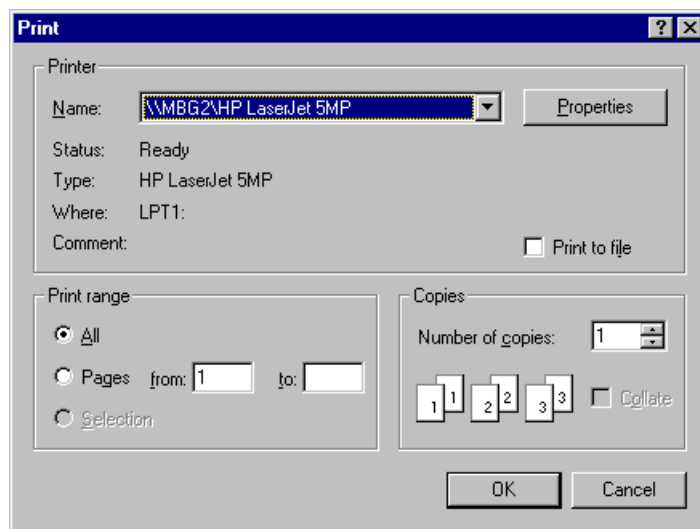 Print
Printer
Name: \\MBG2\HP LaserJet 5MP Properties
Status: Ready
Type: HP LaserJet 5MP
Where: LPT1:
Comment: Print to file
Print range
All
Pages from: 1 to:
Selection
Copies
Number of copies: 1
1 1 2 2 3 3 Collate
OK Cancel